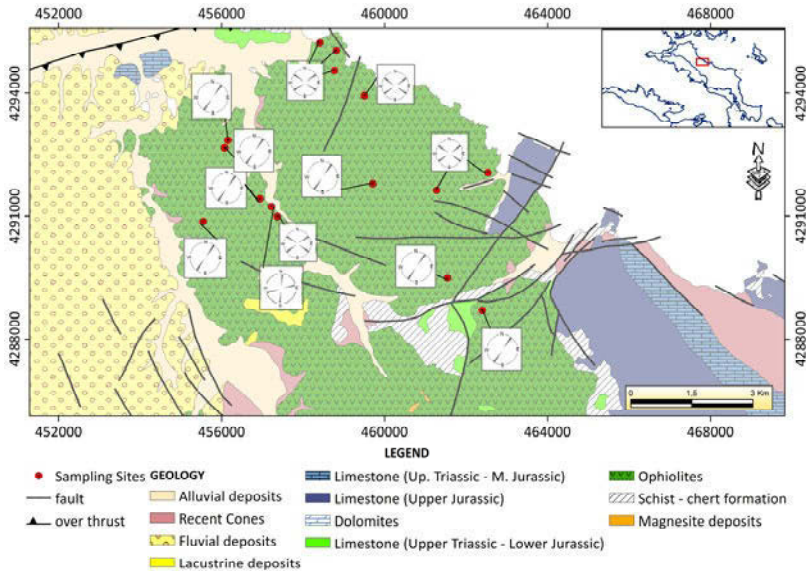 452000 456000 460000 464000 468000
4294000 4294000
N
4291000 4291000
4288000 4288000
0 1,5 3 Km
452000 456000 460000 464000 468000
LEGEND
Sampling Sites
fault
over thrust
GEOLOGY
Alluvial deposits
Recent Cones
Fluvial deposits
Lacustrine deposits
Limestone (Up. Triassic - M. Jurassic)
Limestone (Upper Jurassic)
Dolomites
Limestone (Upper Triassic - Lower Jurassic)
Ophiolites
Schist - chert formation
Magnesite deposits